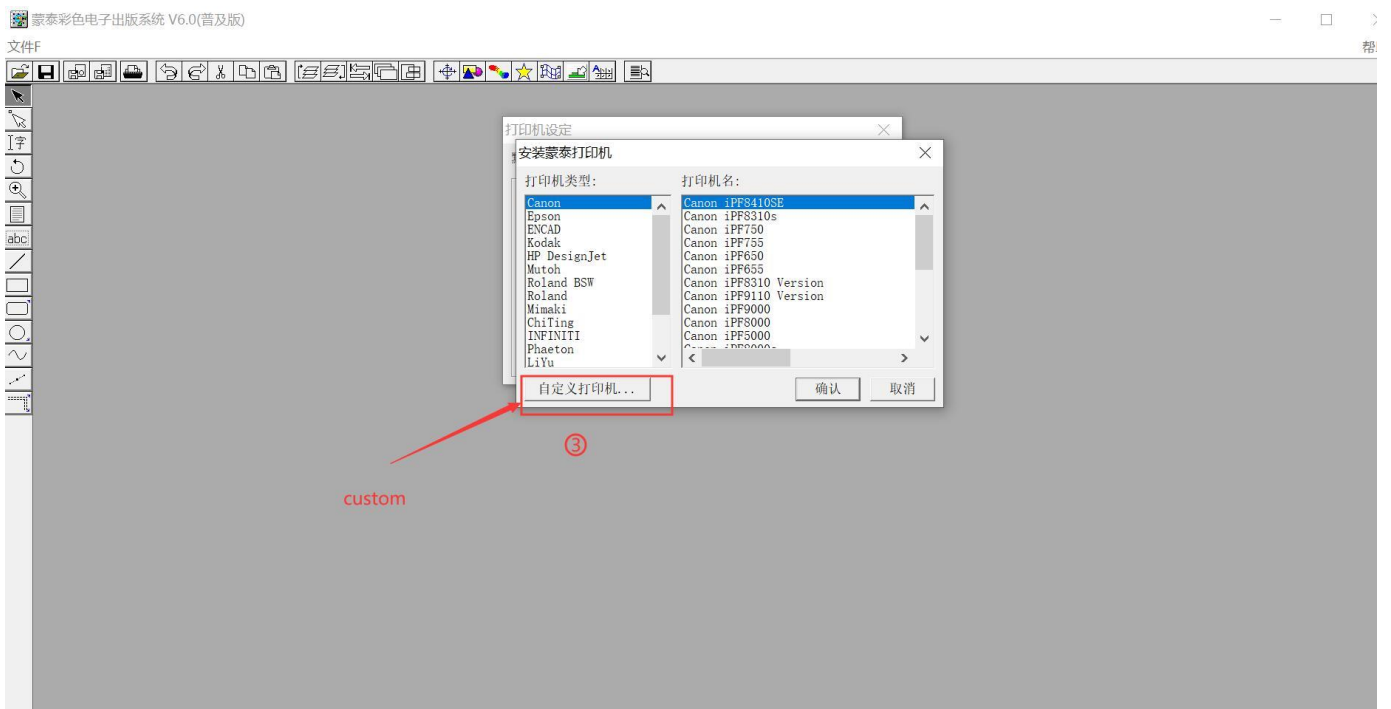 蒙泰彩色电子出版系统 V6.0(普及版)
文件F
帮
字
abc
打印机设定
安装蒙泰打印机
打印机类型:
打印机名:
Canon
Epson
ENCAD
Kodak
HP DesignJet
Mutoh
Roland BSW
Roland
Mimaki
ChiTing
INFINITI
Phaeton
LiYu
Canon iPF8410SE
Canon iPF8310s
Canon iPF750
Canon iPF755
Canon iPF650
Canon iPF655
Canon iPF8310 Version
Canon iPF9110 Version
Canon iPF9000
Canon iPF8000
Canon iPF5000
自定义打印机...
确认
取消
③
custom